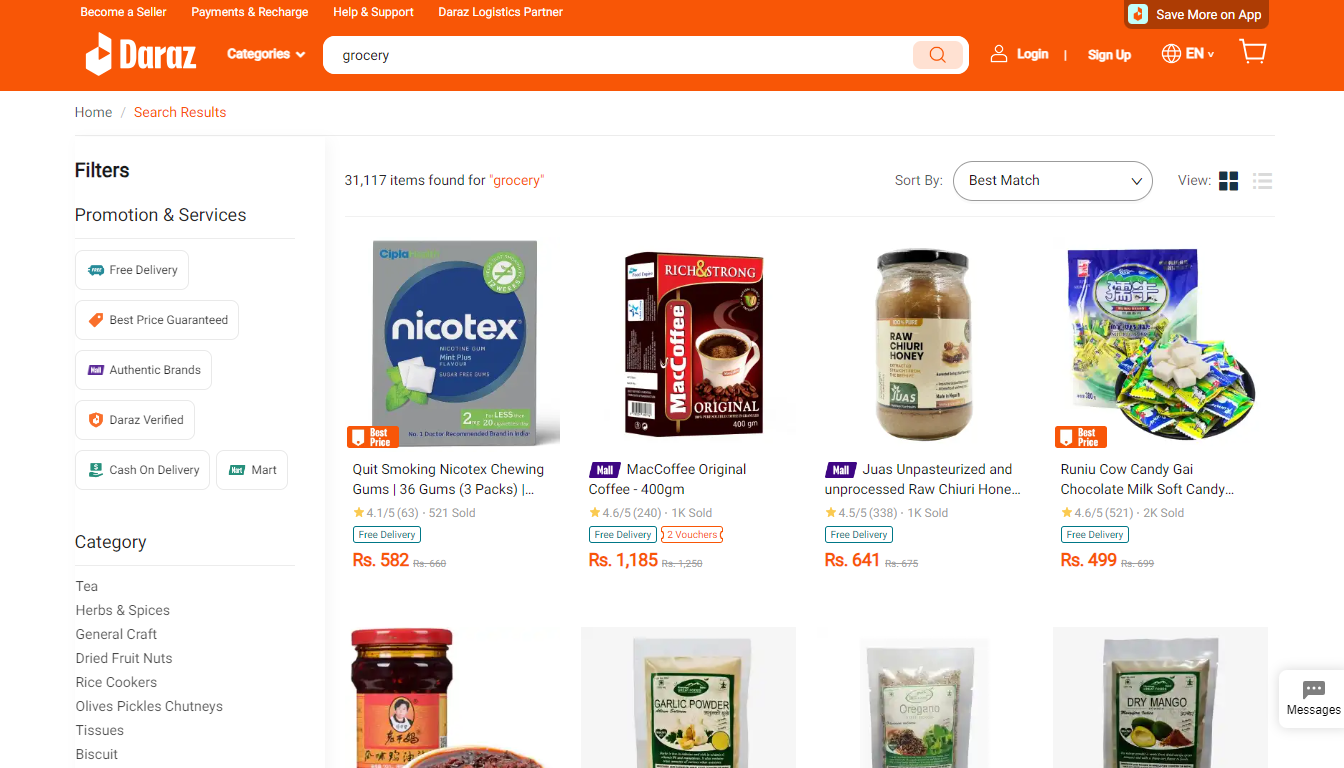 Become a Seller
Payments & Recharge
Help & Support
Daraz Logistics Partner
Save More on App
Daraz
Categories
grocery
Login
|
Sign Up
EN
Home / Search Results
Filters
Promotion & Services
Free Delivery
Best Price Guaranteed
Mall Authentic Brands
Daraz Verified
Cash On Delivery
Mart Mart
Category
Tea
Herbs & Spices
General Craft
Dried Fruit Nuts
Rice Cookers
Olives Pickles Chutneys
Tissues
Biscuit
31,117 items found for "grocery"
Sort By:
Best Match
View:
Cipla
nicotex
NICOTINE GUM
Mint Plus
FLAVOUR
SUGAR FREE GUMS
No. 1 Doctor Recommended Brand in India
Best
Price
Quit Smoking Nicotex Chewing
Gums | 36 Gums (3 Packs) |...
4.1/5 (63) · 521 Sold
Free Delivery
Rs. 582 Rs. 660
RICH & STRONG
MacCoffee
ORIGINAL
400 gm
Mall MacCoffee Original
Coffee - 400gm
4.6/5 (240) · 1K Sold
Free Delivery
2 Vouchers
Rs. 1,185 Rs. 1,250
100% PURE
RAW
CHIURI
HONEY
JUAS
Mall Juas Unpasteurized and
unprocessed Raw Chiuri Hone...
4.5/5 (338) · 1K Sold
Free Delivery
Rs. 641 Rs. 675
Best
Price
Runiu Cow Candy Gai
Chocolate Milk Soft Candy...
4.6/5 (521) · 2K Sold
Free Delivery
Rs. 499 Rs. 699
老干妈
GARLIC POWDER
Oregano
DRY MANGO
Messages